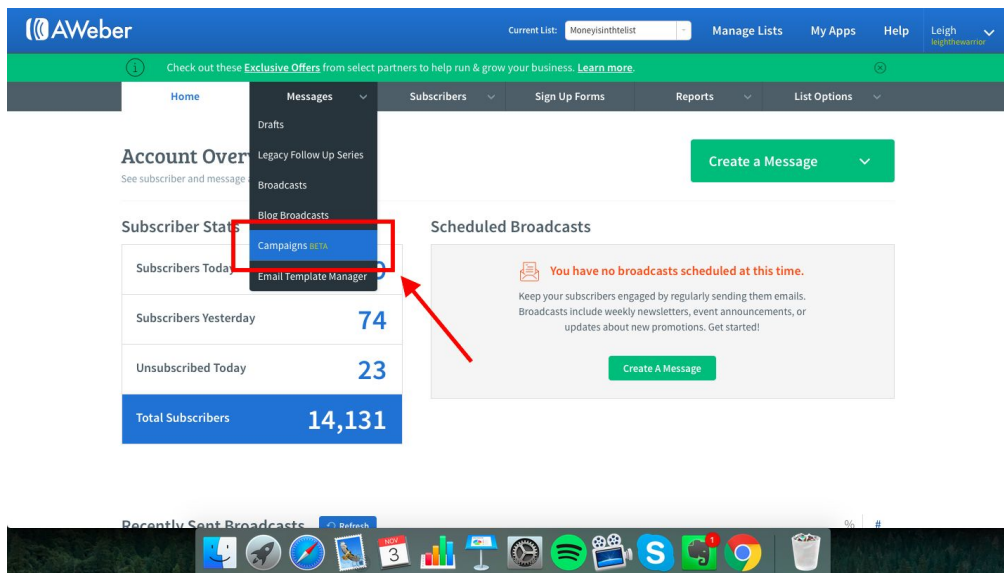 AWeber
Current List: Moneyisinthtelist
Manage Lists My Apps Help Leigh
leighthewarrior
Check out these Exclusive Offers from select partners to help run & grow your business. Learn more.
Home Messages Subscribers Sign Up Forms Reports List Options
Drafts
Legacy Follow Up Series
Broadcasts
Blog Broadcasts
Campaigns BETA
Email Template Manager
Account Over
See subscriber and message
Create a Message
Subscriber Stats
Subscribers Today
Subscribers Yesterday 74
Unsubscribed Today 23
Total Subscribers 14,131
Scheduled Broadcasts
You have no broadcasts scheduled at this time.
Keep your subscribers engaged by regularly sending them emails.
Broadcasts include weekly newsletters, event announcements, or
updates about new promotions. Get started!
Create A Message
Recently Sent Broadcasts Refresh % #
NOV
3
S
1